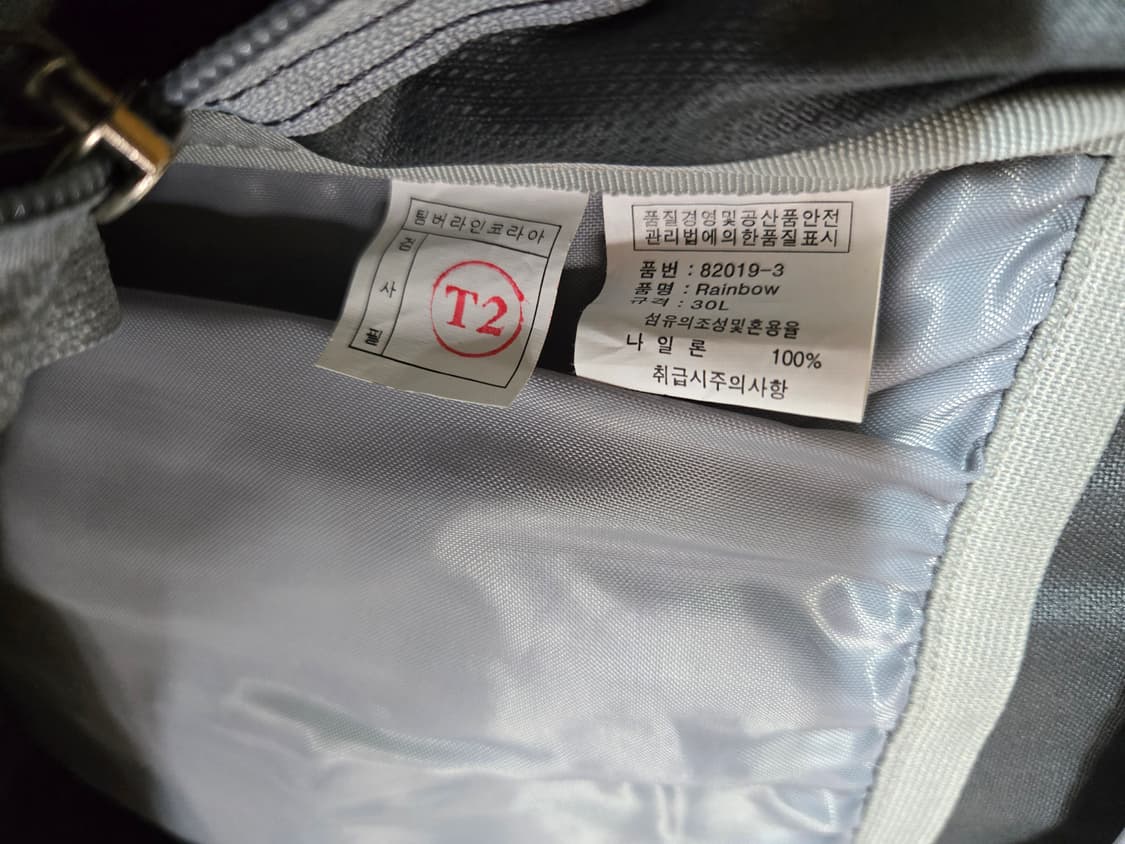 팀버라인코리아
검
사
필
T2
품질경영및공산품안전
관리법에의한품질표시
품번 : 82019-3
품명 : Rainbow
규격 : 30L
섬유의조성및혼용율
나 일 론 100%
취급시주의사항